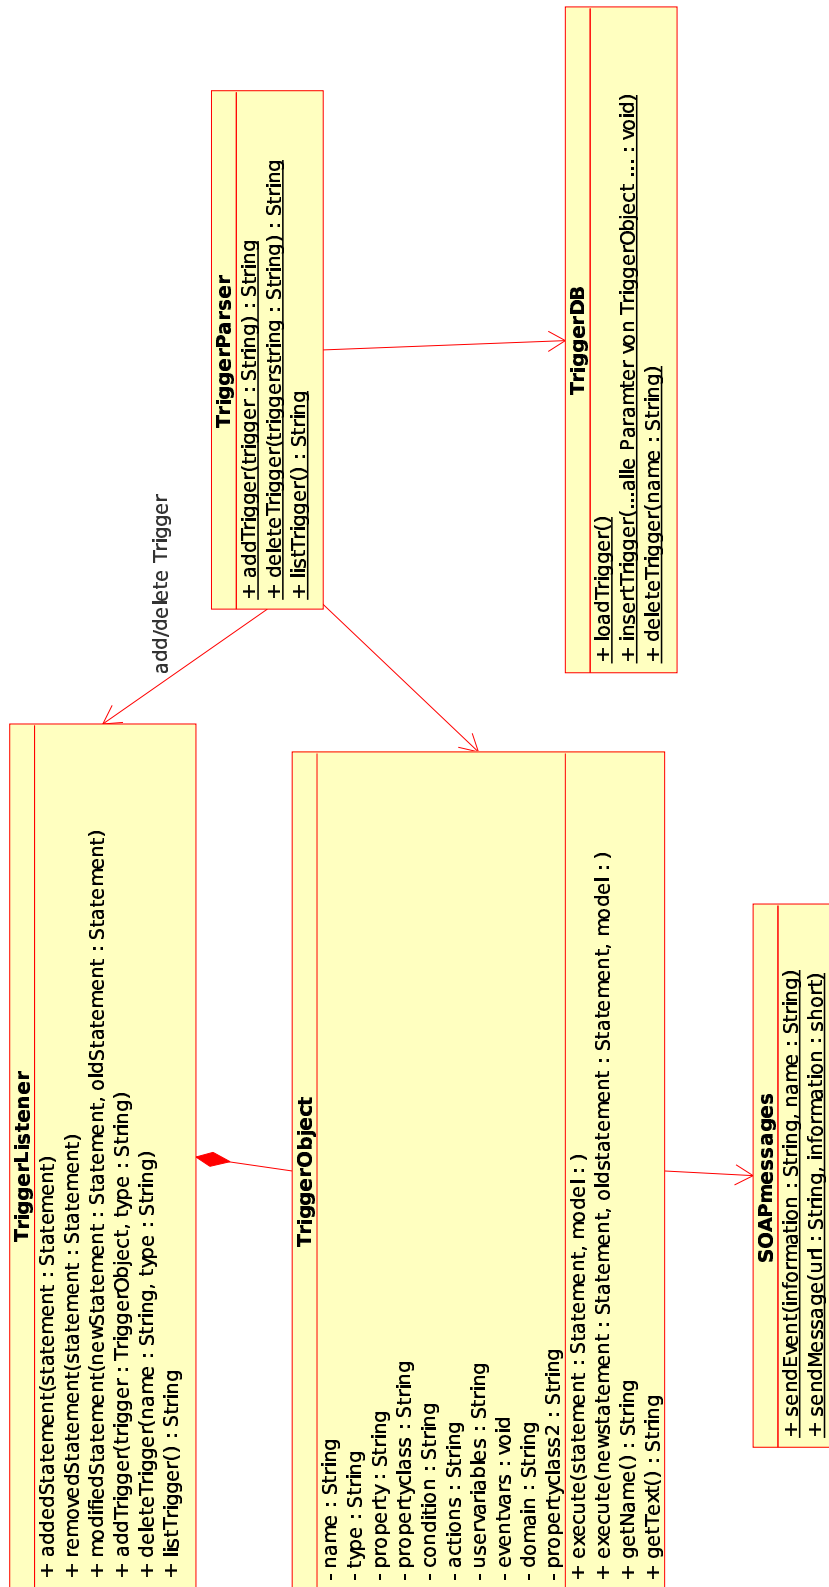 TriggerListener
+ addedStatement(statement : Statement)
+ removedStatement(statement : Statement)
+ modifiedStatement(newStatement : Statement, oldStatement : Statement)
+ addTrigger(trigger : TriggerObject, type : String)
+ deleteTrigger(name : String, type : String)
+ listTrigger() : String
add/delete Trigger
TriggerParser
+ addTrigger(trigger : String) : String
+ deleteTrigger(triggerstring : String) : String
+ listTrigger() : String
TriggerObject
- name : String
- type : String
- property : String
- propertyclass : String
- condition : String
- actions : String
- uservariables : String
- eventvars : void
- domain : String
- propertyclass2 : String
+ execute(statement : Statement, model : )
+ execute(newstatement : Statement, oldstatement : Statement, model : )
+ getName() : String
+ getText() : String
TriggerDB
+ loadTrigger()
+ insertTrigger(...alle Paramter von TriggerObject ... : void)
+ deleteTrigger(name : String)
SOAPmessages
+ sendEvent(information : String, name : String)
+ sendMessage(url : String, information : short)